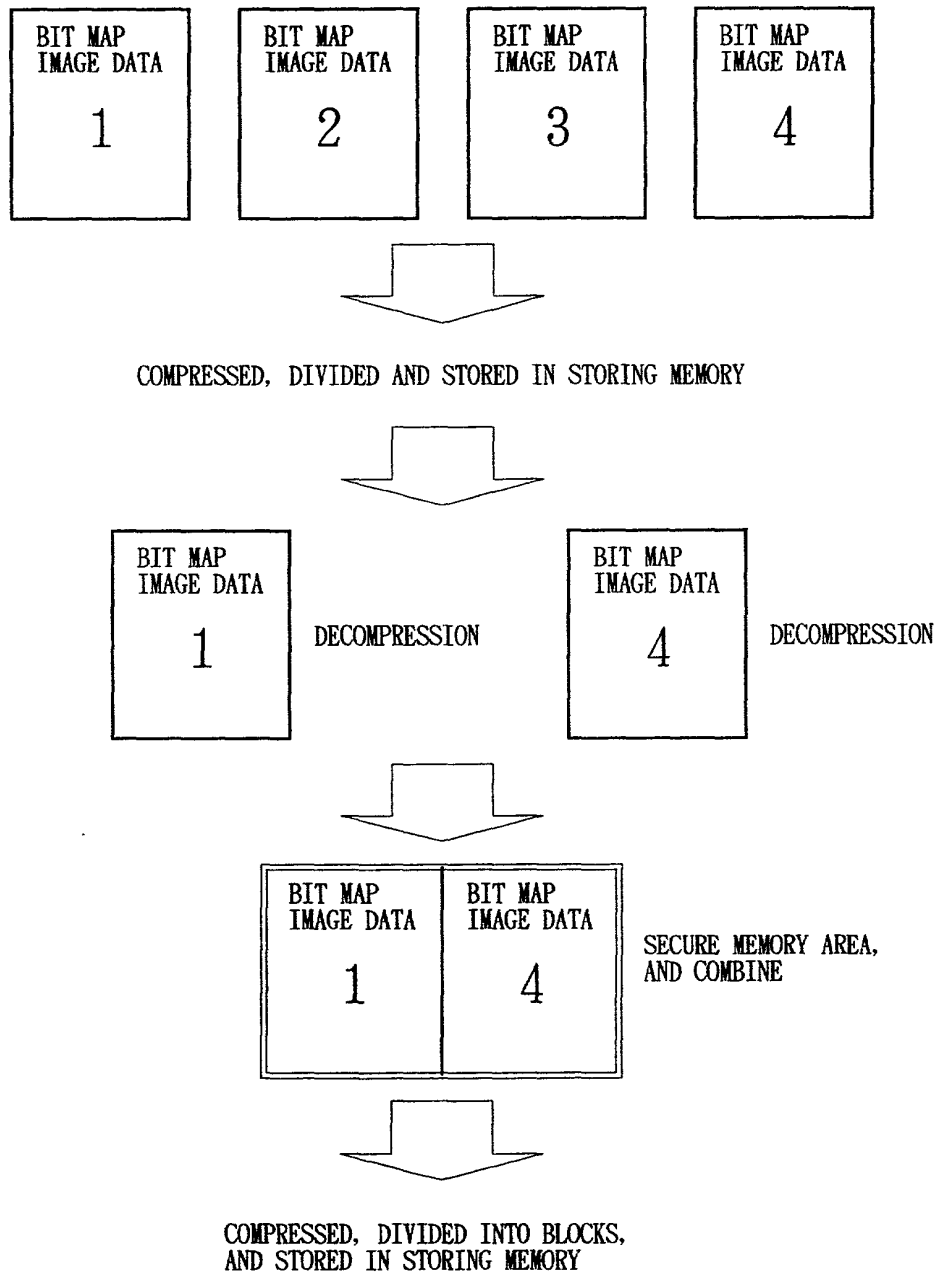 BIT MAP
IMAGE DATA
1
BIT MAP
IMAGE DATA
2
BIT MAP
IMAGE DATA
3
BIT MAP
IMAGE DATA
4
COMPRESSED, DIVIDED AND STORED IN STORING MEMORY
BIT MAP
IMAGE DATA
1
DECOMPRESSION
BIT MAP
IMAGE DATA
4
DECOMPRESSION
BIT MAP
IMAGE DATA
1
BIT MAP
IMAGE DATA
4
SECURE MEMORY AREA,
AND COMBINE
COMPRESSED, DIVIDED INTO BLOCKS,
AND STORED IN STORING MEMORY